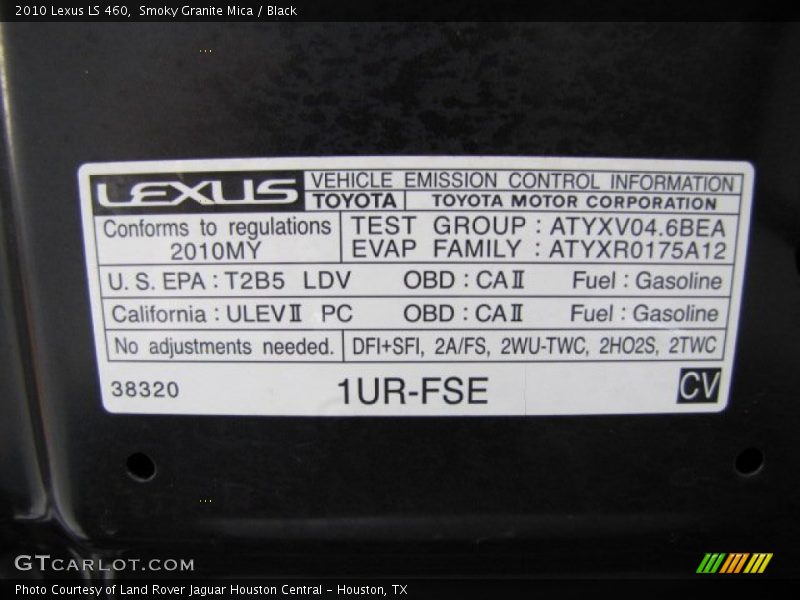 2010 Lexus LS 460, Smoky Granite Mica / Black
LEXUS VEHICLE EMISSION CONTROL INFORMATION
TOYOTA TOYOTA MOTOR CORPORATION
Conforms to regulations
2010MY
TEST GROUP : ATYXV04.6BEA
EVAP FAMILY : ATYXR0175A12
U.S. EPA : T2B5 LDV OBD : CAⅡ Fuel : Gasoline
California : ULEVⅡ PC OBD : CAⅡ Fuel : Gasoline
No adjustments needed. DFI+SFI, 2A/FS, 2WU-TWC, 2HO2S, 2TWC
38320 1UR-FSE CV
GTCARLOT.COM
Photo Courtesy of Land Rover Jaguar Houston Central - Houston, TX